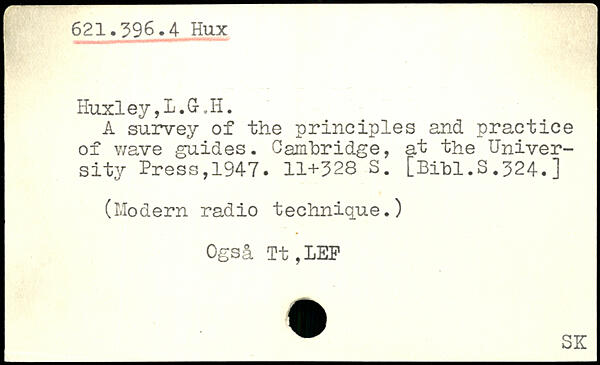 621.396.4 Hux
Huxley,L.G.H.
A survey of the principles and practice
of wave guides. Cambridge, at the Univer-
sity Press,1947. 11+328 S. [Bibl.S.324.]
(Modern radio technique.)
Også Tt,LEF
SK